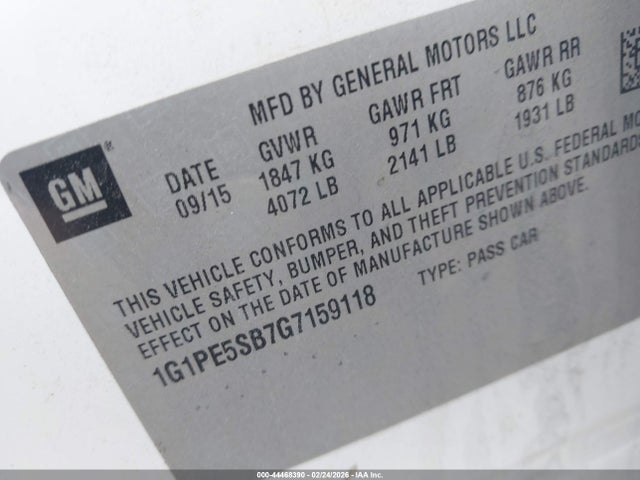 MFD BY GENERAL MOTORS LLC
DATE GVWR GAWR FRT GAWR RR
09/15 1847 KG 971 KG 876 KG
4072 LB 2141 LB 1931 LB
GM
®
THIS VEHICLE CONFORMS TO ALL APPLICABLE U.S. FEDERAL MO
VEHICLE SAFETY, BUMPER, AND THEFT PREVENTION STANDARDS
EFFECT ON THE DATE OF MANUFACTURE SHOWN ABOVE.
1G1PE5SB7G7159118 TYPE: PASS CAR
000-44468390 - 02/24/2026 - IAA Inc.